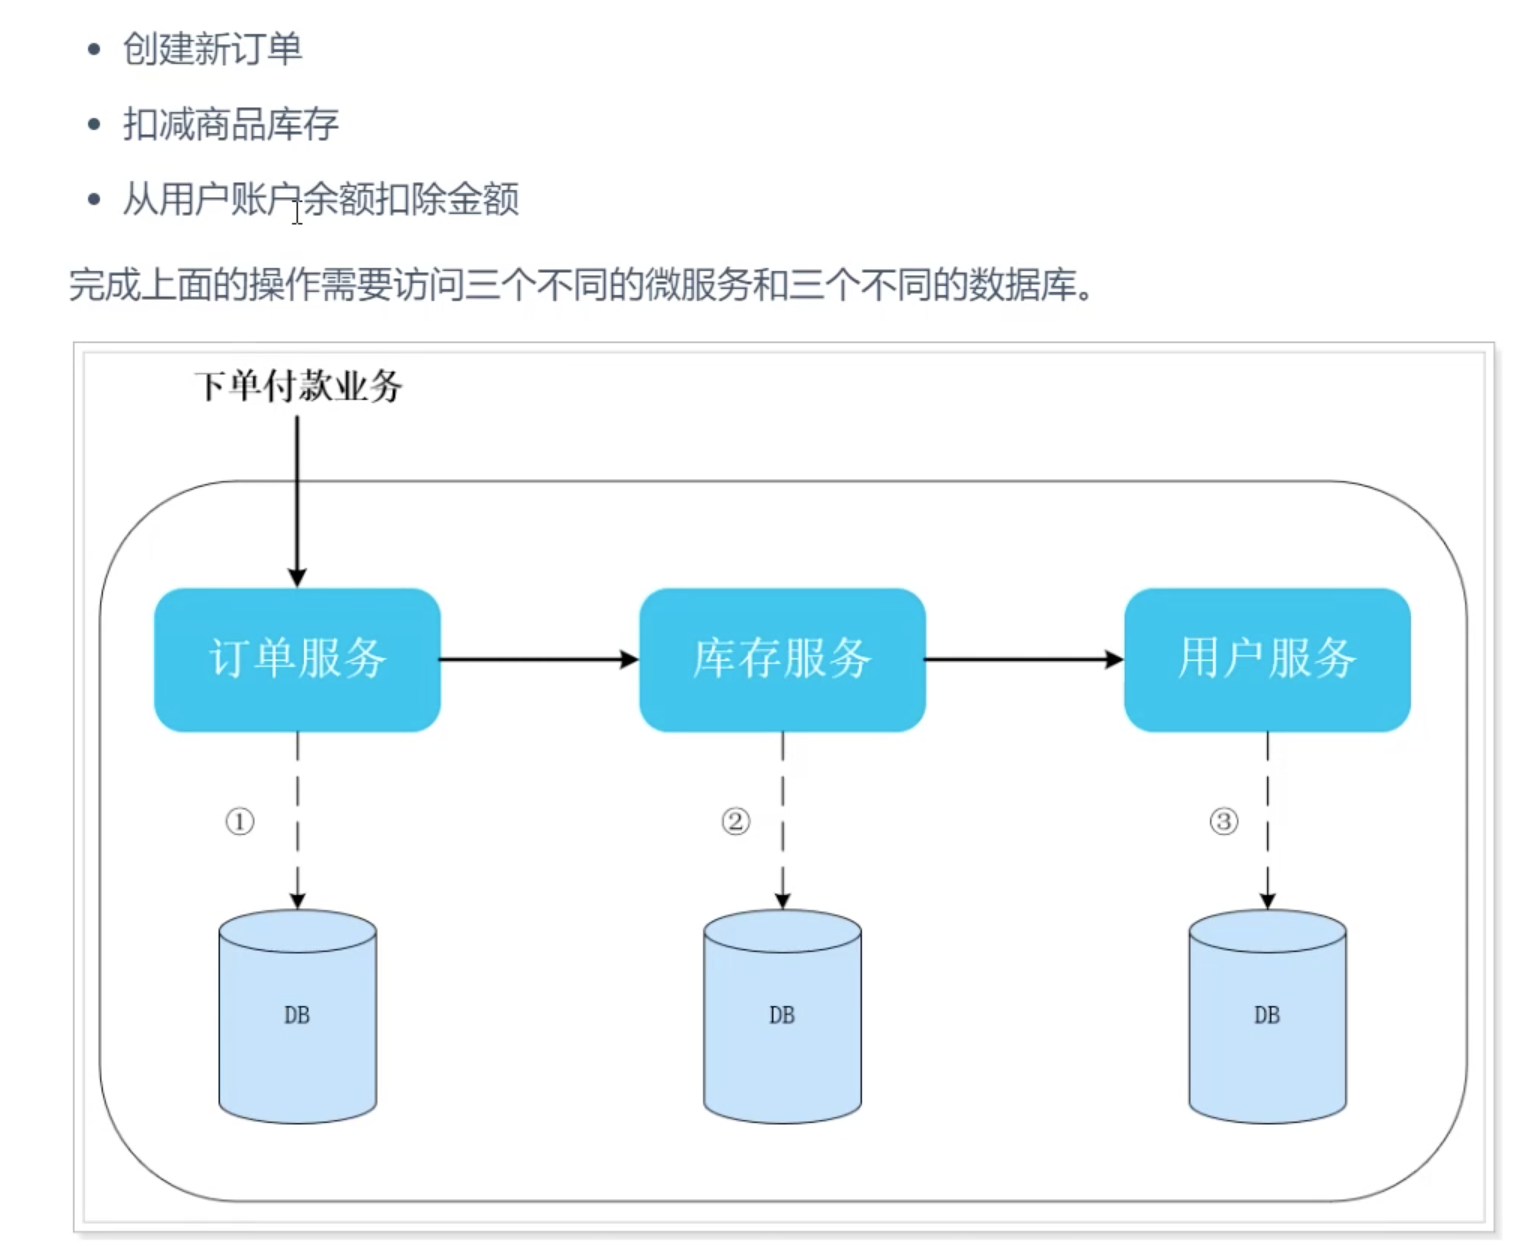 创建新订单
扣减商品库存
从用户账户余额扣除金额
完成上面的操作需要访问三个不同的微服务和三个不同的数据库。
下单付款业务
订单服务 库存服务 用户服务
① ② ③
DB DB DB